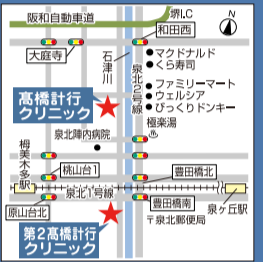 阪和自動車道
堺I.C
大庭寺
和田西
石津川
泉北2号線
マクドナルド
くら寿司
ファミリーマート
ウェルシア
びっくりドンキー
極楽湯
髙橋計行
クリニック
泉北陣内病院
栂美木多駅
桃山台1
豊田橋北
泉北1号線
原山台北
豊田橋南
泉ヶ丘駅
〒泉北郵便局
第2髙橋計行
クリニック